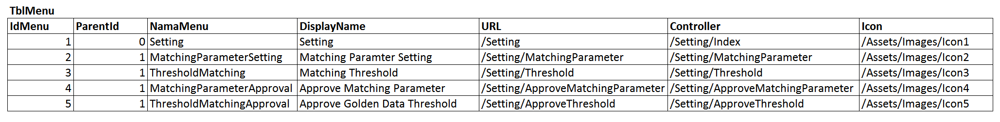 TblMenu
IdMenu ParentId NamaMenu DisplayName URL Controller Icon
1 0 Setting Setting /Setting /Setting/Index /Assets/Images/Icon1
2 1 MatchingParameterSetting Matching Paramter Setting /Setting/MatchingParameter /Setting/MatchingParameter /Assets/Images/Icon2
3 1 ThresholdMatching Matching Threshold /Setting/Threshold /Setting/Threshold /Assets/Images/Icon3
4 1 MatchingParameterApproval Approve Matching Parameter /Setting/ApproveMatchingParameter /Setting/ApproveMatchingParameter /Assets/Images/Icon4
5 1 ThresholdMatchingApproval Approve Golden Data Threshold /Setting/ApproveThreshold /Setting/ApproveThreshold /Assets/Images/Icon5